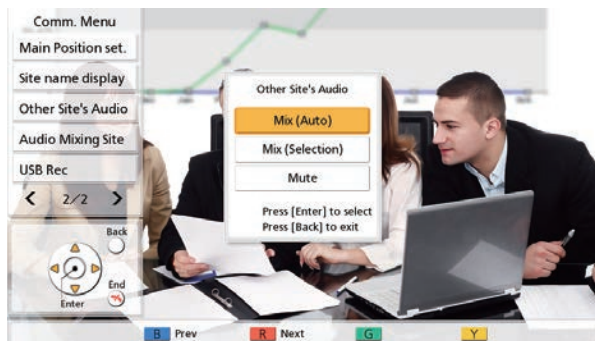 Comm. Menu
Main Position set.
Site name display
Other Site's Audio
Audio Mixing Site
USB Rec
2/2
Back
End
Enter
Other Site's Audio
Mix (Auto)
Mix (Selection)
Mute
Press [Enter] to select
Press [Back] to exit
B Prev
R Next
G
Y